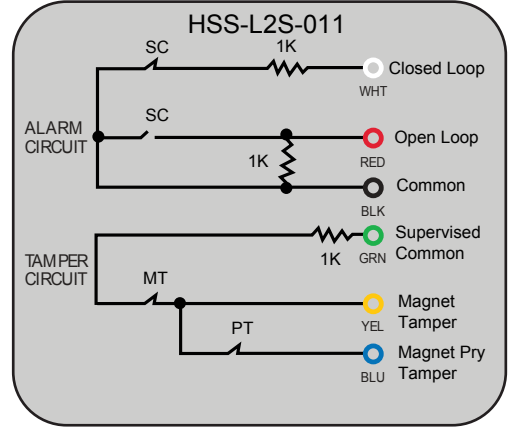 HSS-L2S-011
SC
1K
Closed Loop
WHT
SC
ALARM
CIRCUIT
Open Loop
1K
RED
Common
BLK
Supervised
Common
1K
GRN
TAMPER
CIRCUIT
MT
Magnet
Tamper
YEL
PT
Magnet Pry
Tamper
BLU